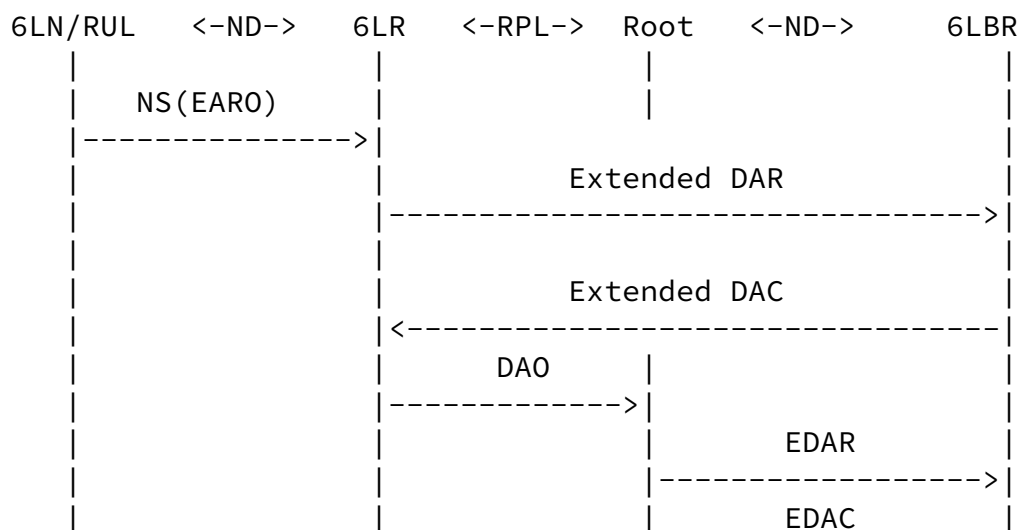 6LN/RUL <-ND-> 6LR <-RPL-> Root <-ND-> 6LBR
NS(EARO)
Extended DAR
Extended DAC
DAO
EDAR
EDAC